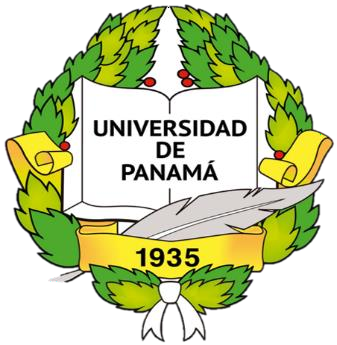 UNIVERSIDAD
DE
PANAMÁ
1935